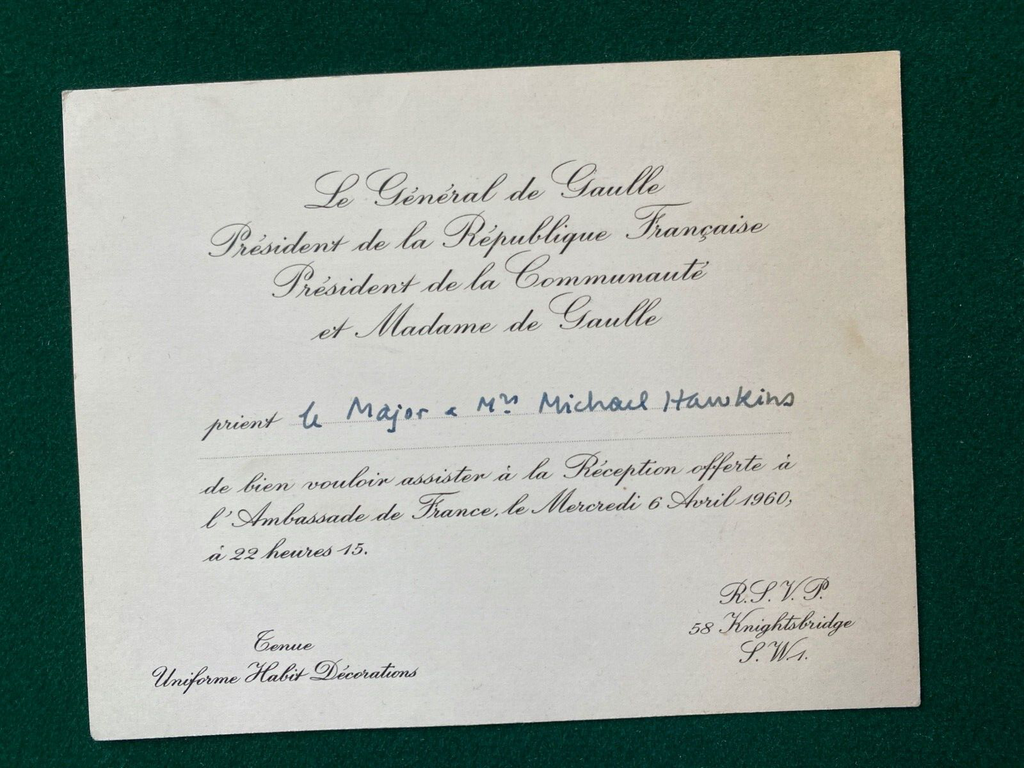 Le Général de Gaulle
Président de la République Française
Président de la Communauté
et Madame de Gaulle
prient le Major & Mrs Michael Hawkins
de bien vouloir assister à la Réception offerte à
l'Ambassade de France, le Mercredi 6 Avril 1960,
à 22 heures 15.
R.S.V.P.
58 Knightsbridge
S.W.1.
Tenue
Uniforme Habit Décorations